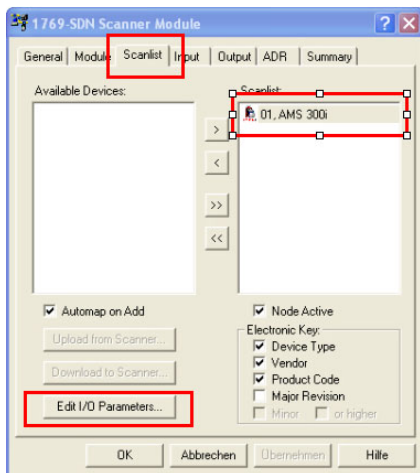 1769-SDN Scanner Module
General Module Scanlist Input Output ADR Summary
Available Devices:
Scanlist:
01, AMS 300i
>
<
>>
<<
Automap on Add
Node Active
Upload from Scanner...
Download to Scanner...
Edit I/O Parameters...
Electronic Key:
Device Type
Vendor
Product Code
Major Revision
Minor or higher
OK Abbrechen Übernehmen Hilfe